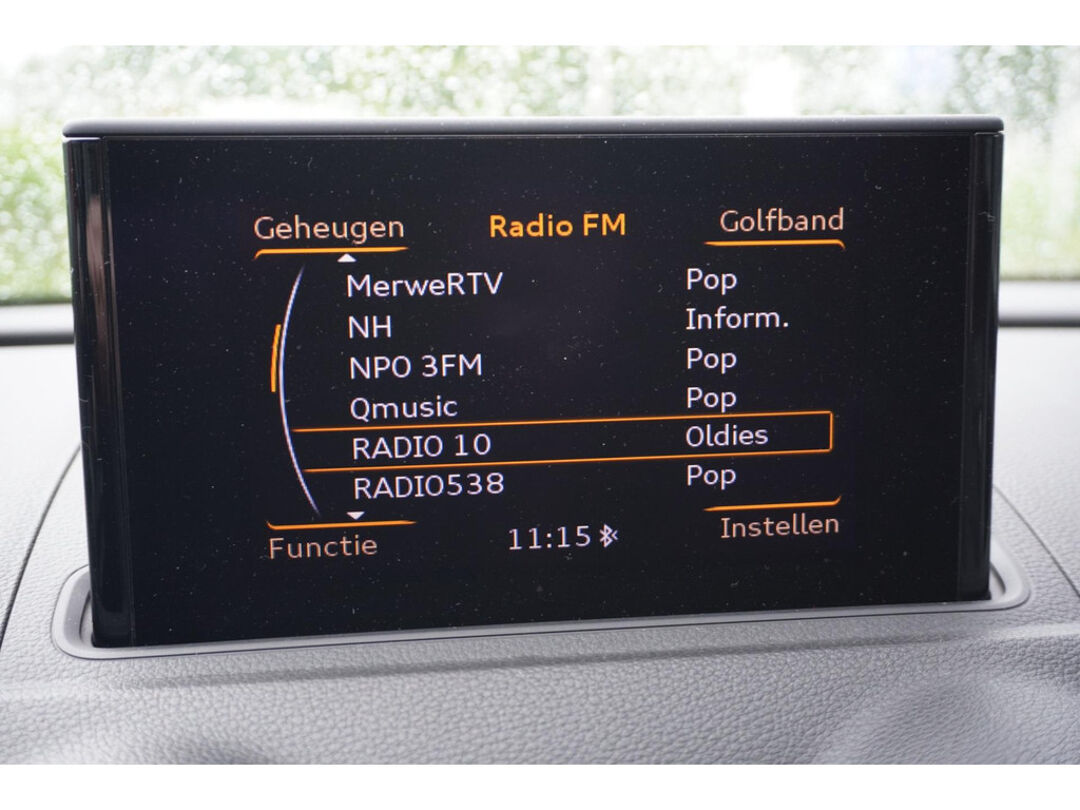 Geheugen Radio FM Golfband
MerweRTV Pop
NH Inform.
NPO 3FM Pop
Qmusic Pop
RADIO 10 Oldies
RADIO538 Pop
Functie 11:15 Instellen